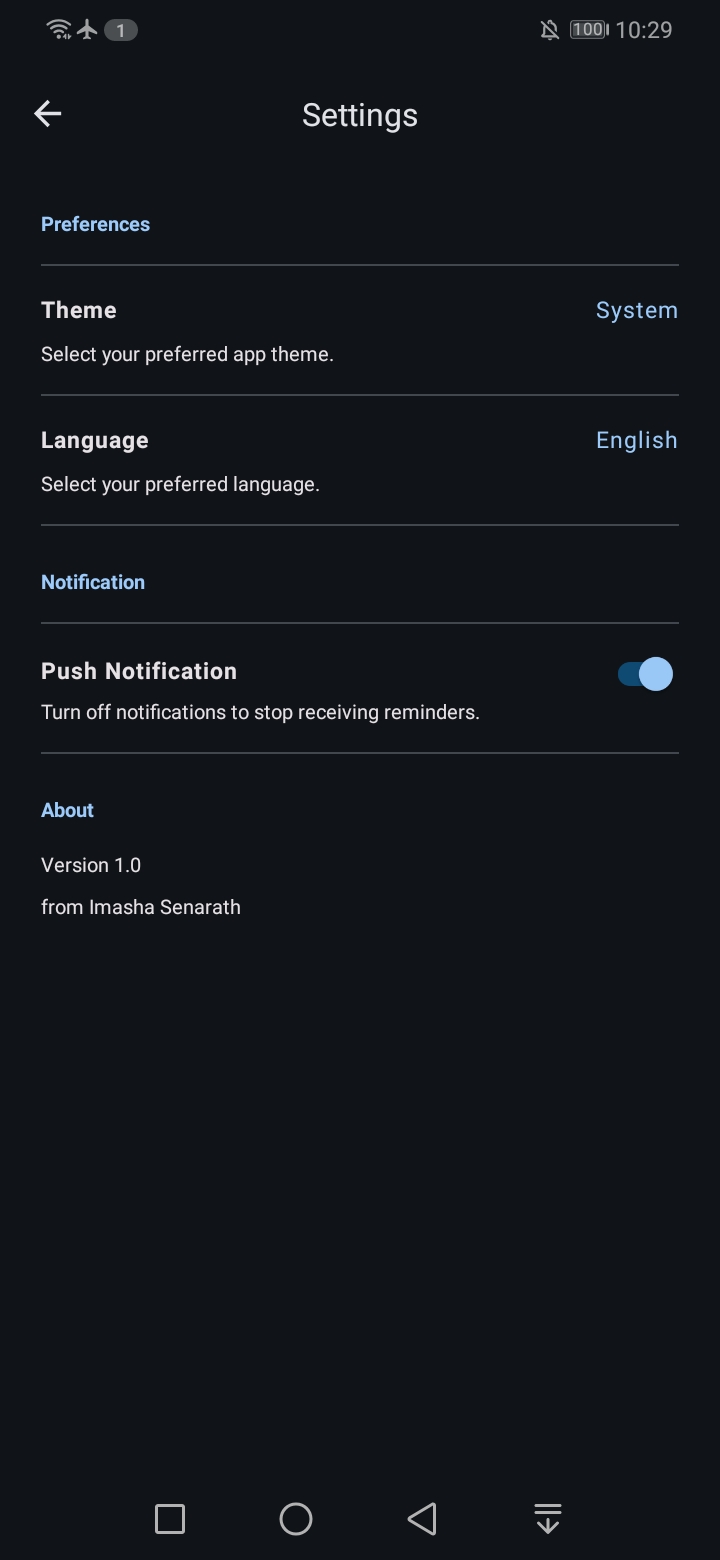 1
100 10:29
Settings
Preferences
Theme
System
Select your preferred app theme.
Language
English
Select your preferred language.
Notification
Push Notification
Turn off notifications to stop receiving reminders.
About
Version 1.0
from Imasha Senarath